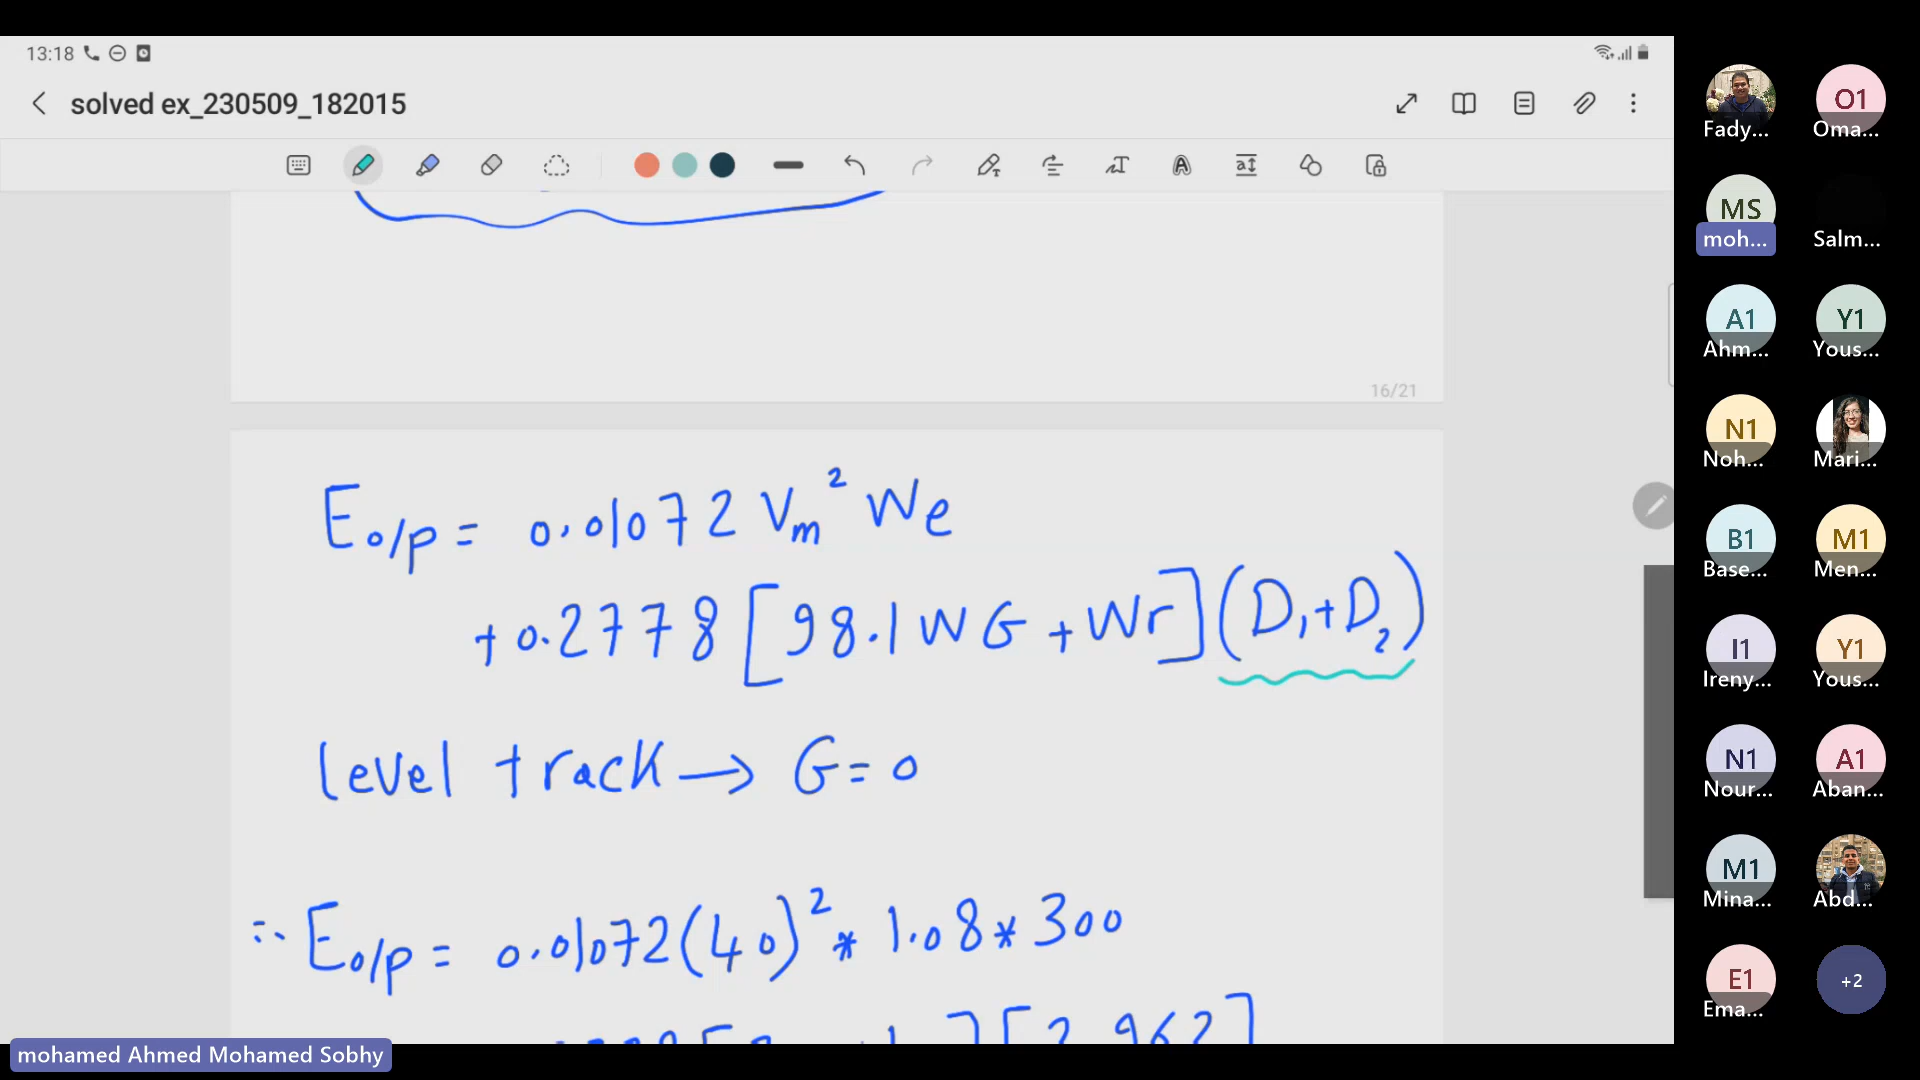 13:18
solved ex_230509_182015
16/21
E o/p = 0.01072 Vm² We
+ 0.2778 [98.1 W G + Wr] (D₁ + D₂)
level track → G = 0
∴ E o/p = 0.01072 (40)² * 1.08 * 300
Fady...
O1
Oma...
MS
moh...
Salm...
A1
Ahm...
Y1
Yous...
N1
Noh...
Mari...
B1
Base...
M1
Men...
I1
Ireny...
Y1
Yous...
N1
Nour...
A1
Aban...
M1
Mina...
Abd...
E1
Ema...
+2
mohamed Ahmed Mohamed Sobhy